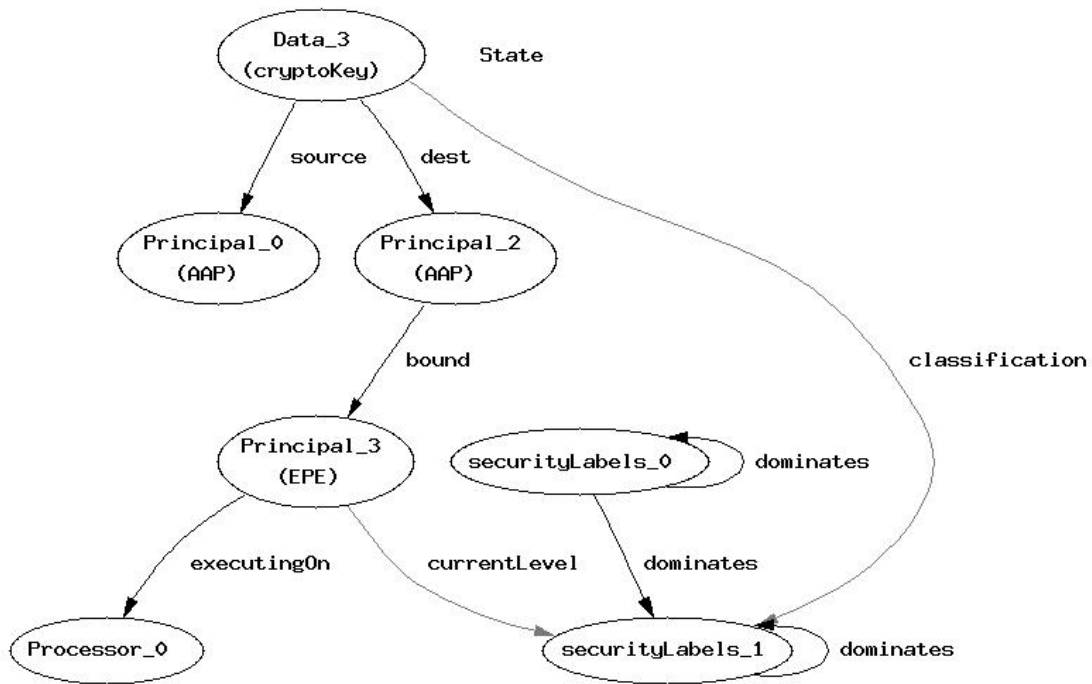 Data_3
(cryptoKey)
State
source
dest
Principal_0
(AAP)
Principal_2
(AAP)
bound
classification
Principal_3
(EPE)
securityLabels_0
dominates
executingOn
currentLevel
dominates
Processor_0
securityLabels_1
dominates